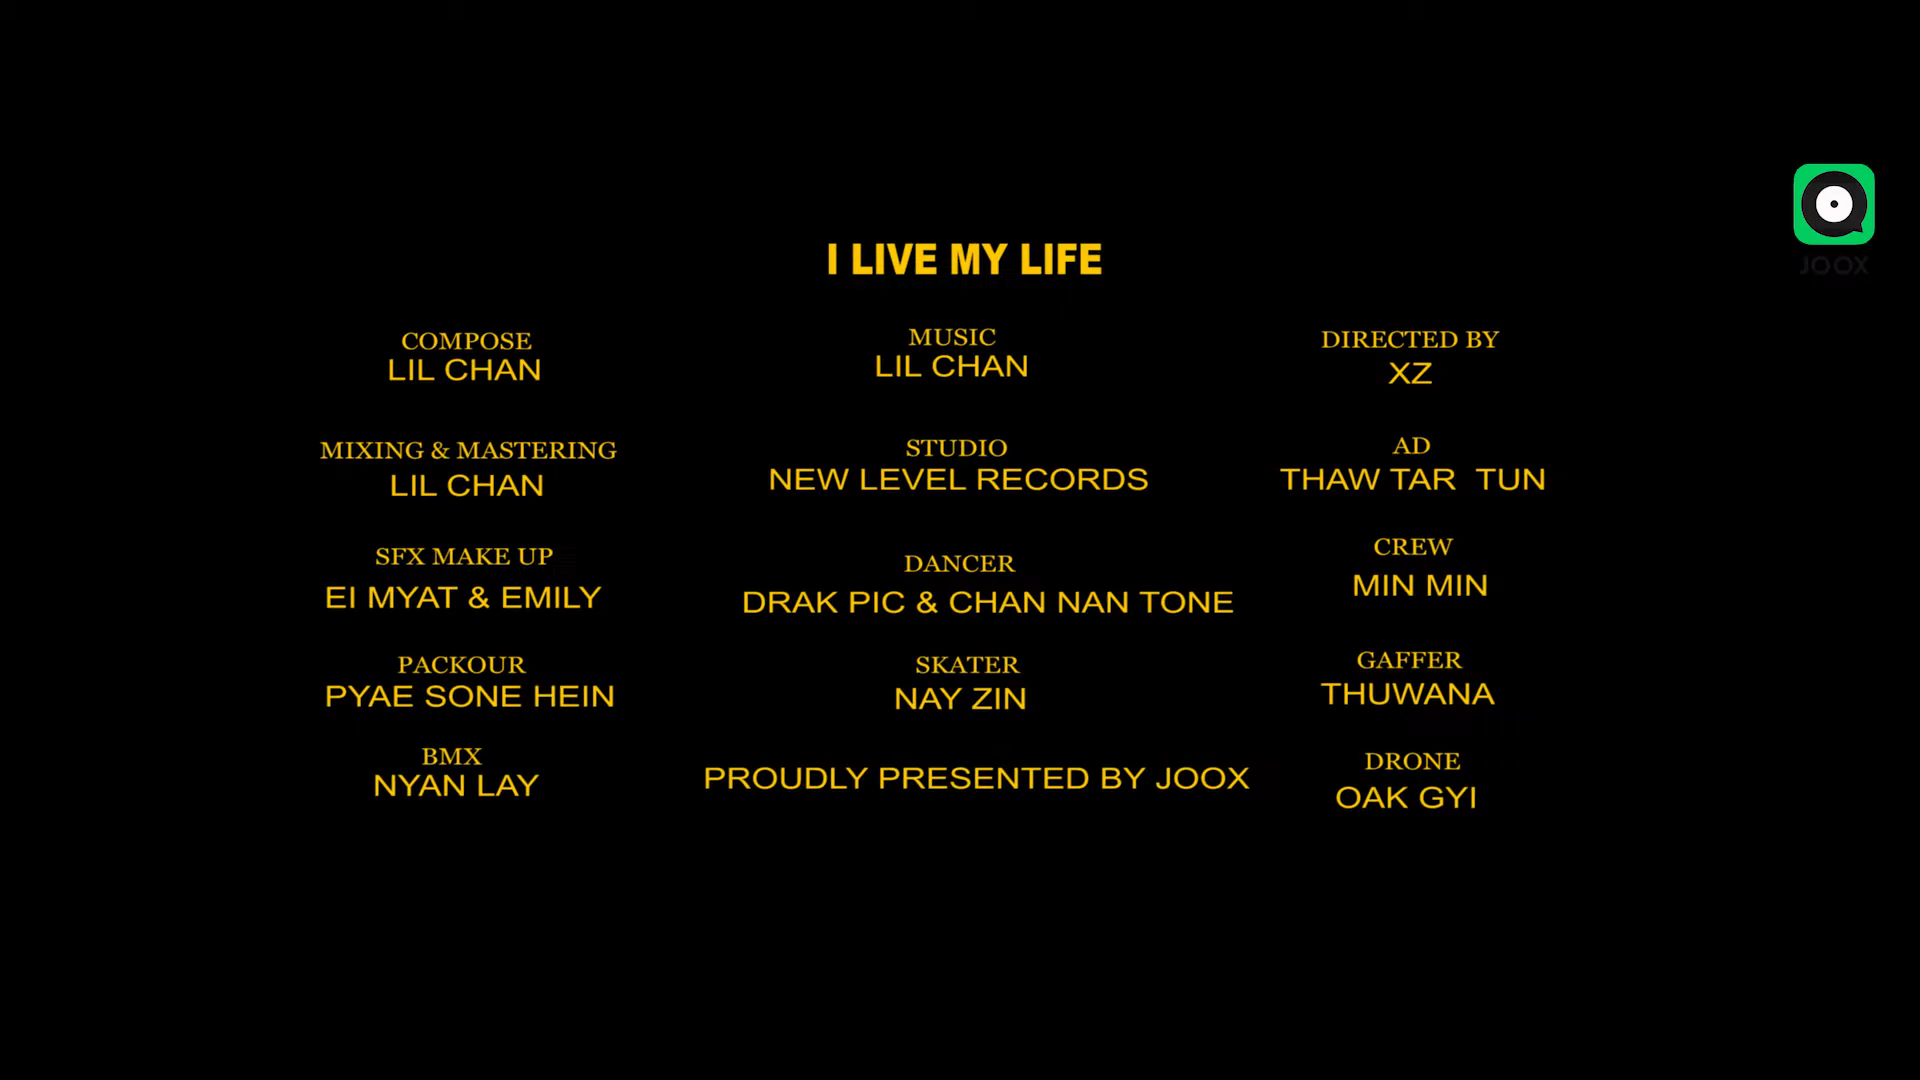 I LIVE MY LIFE
COMPOSE
LIL CHAN
MUSIC
LIL CHAN
DIRECTED BY
XZ
MIXING & MASTERING
LIL CHAN
STUDIO
NEW LEVEL RECORDS
AD
THAW TAR TUN
SFX MAKE UP
EI MYAT & EMILY
DANCER
DRAK PIC & CHAN NAN TONE
CREW
MIN MIN
PACKOUR
PYAE SONE HEIN
SKATER
NAY ZIN
GAFFER
THUWANA
BMX
NYAN LAY
PROUDLY PRESENTED BY JOOX
DRONE
OAK GYI
JOOX